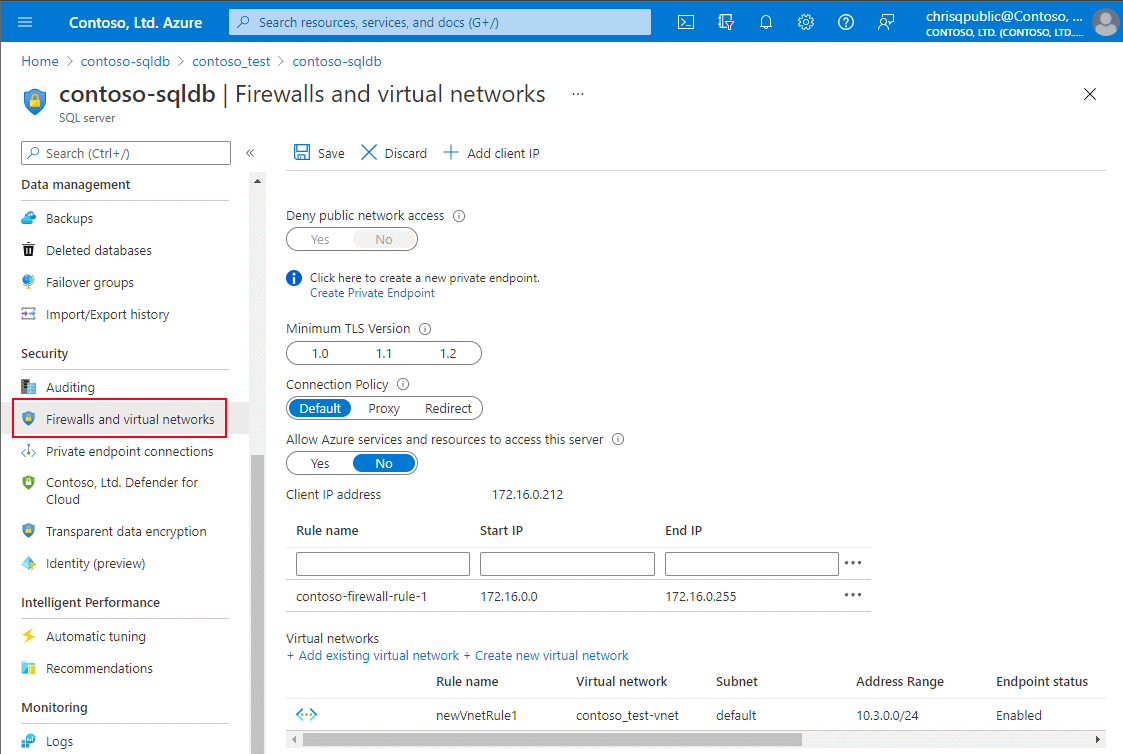 Contoso, Ltd. Azure
Search resources, services, and docs (G+/)
chrisqpublic@Contoso, ...
CONTOSO, LTD. (CONTOSO, LTD....
Home > contoso-sqldb > contoso_test > contoso-sqldb
contoso-sqldb | Firewalls and virtual networks ...
SQL server
Search (Ctrl+/)
«
Data management
Backups
Deleted databases
Failover groups
Import/Export history
Security
Auditing
Firewalls and virtual networks
Private endpoint connections
Contoso, Ltd. Defender for
Cloud
Transparent data encryption
Identity (preview)
Intelligent Performance
Automatic tuning
Recommendations
Monitoring
Logs
Save Discard + Add client IP
Deny public network access
Yes No
Click here to create a new private endpoint.
Create Private Endpoint
Minimum TLS Version
1.0 1.1 1.2
Connection Policy
Default Proxy Redirect
Allow Azure services and resources to access this server
Yes No
Client IP address 172.16.0.212
Rule name Start IP End IP
...
contoso-firewall-rule-1 172.16.0.0 172.16.0.255 ...
Virtual networks
+ Add existing virtual network + Create new virtual network
Rule name Virtual network Subnet Address Range Endpoint status
newVnetRule1 contoso_test-vnet default 10.3.0.0/24 Enabled